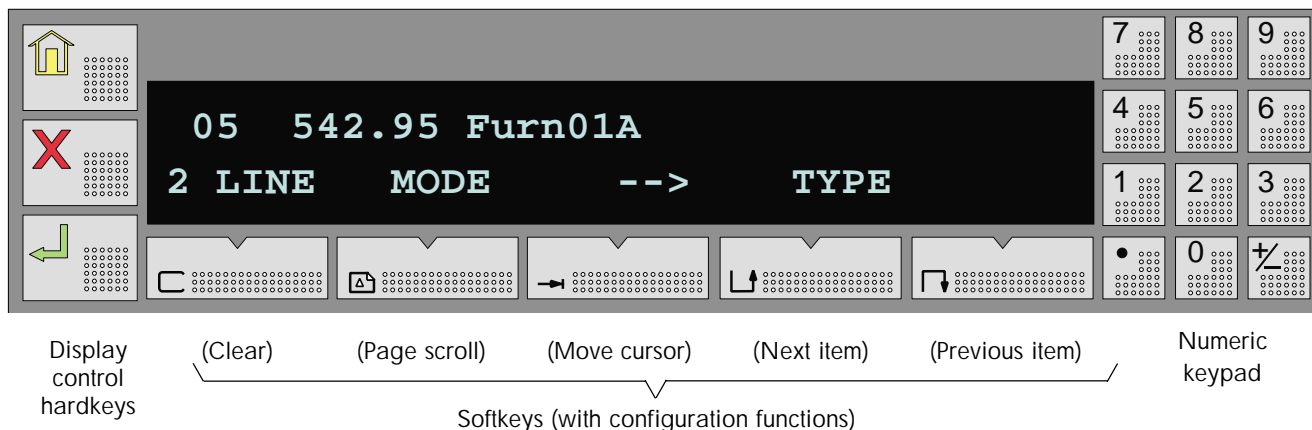 7 8 9
05 542.95 Furn01A
4 5 6
X
2 LINE MODE --> TYPE
1 2 3
• 0 +/-
Display control hardkeys
(Clear) (Page scroll) (Move cursor) (Next item) (Previous item)
Numeric keypad
Softkeys (with configuration functions)